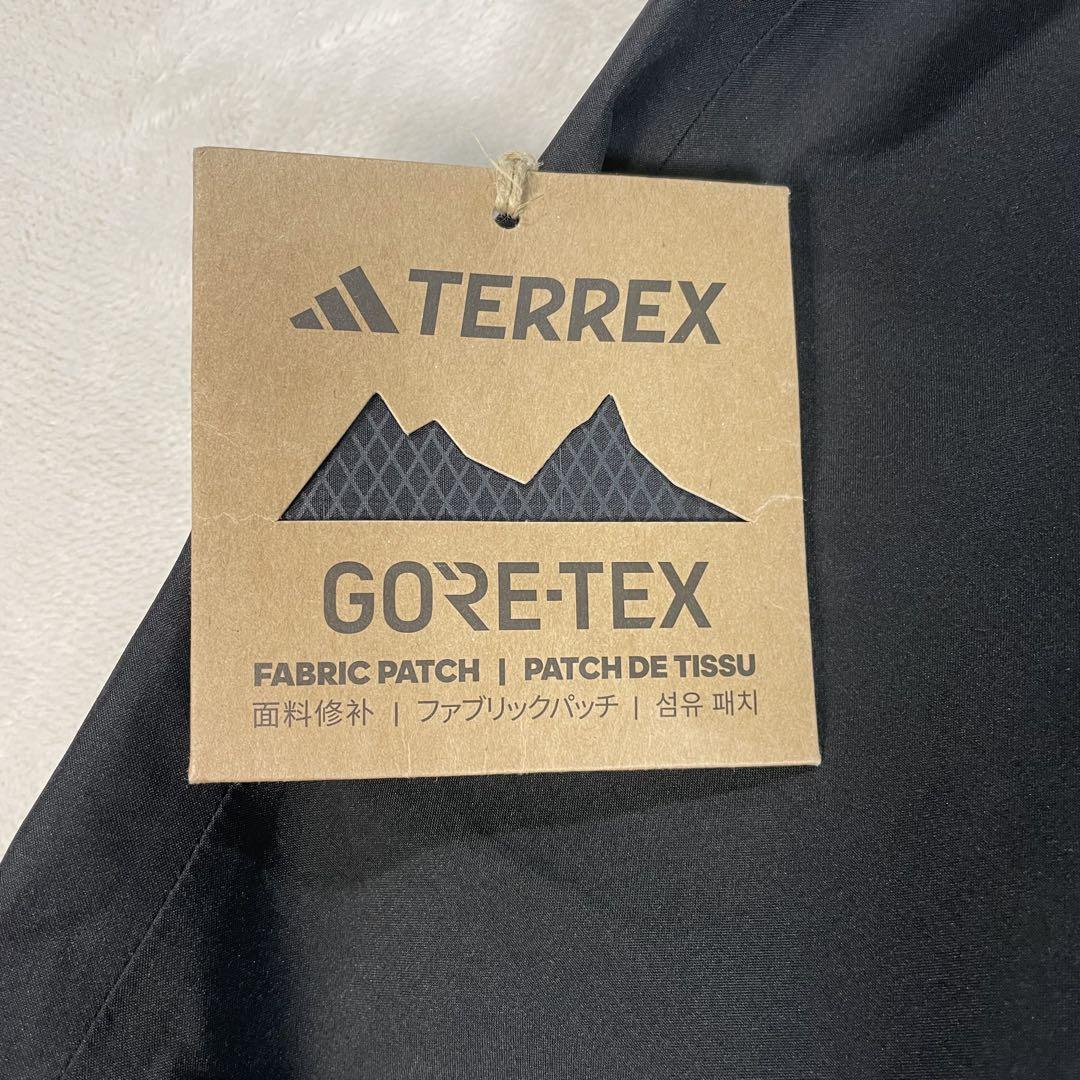 TERREX
GORE-TEX
FABRIC PATCH | PATCH DE TISSU
面料修补 | ファブリックパッチ | 섬유 패치